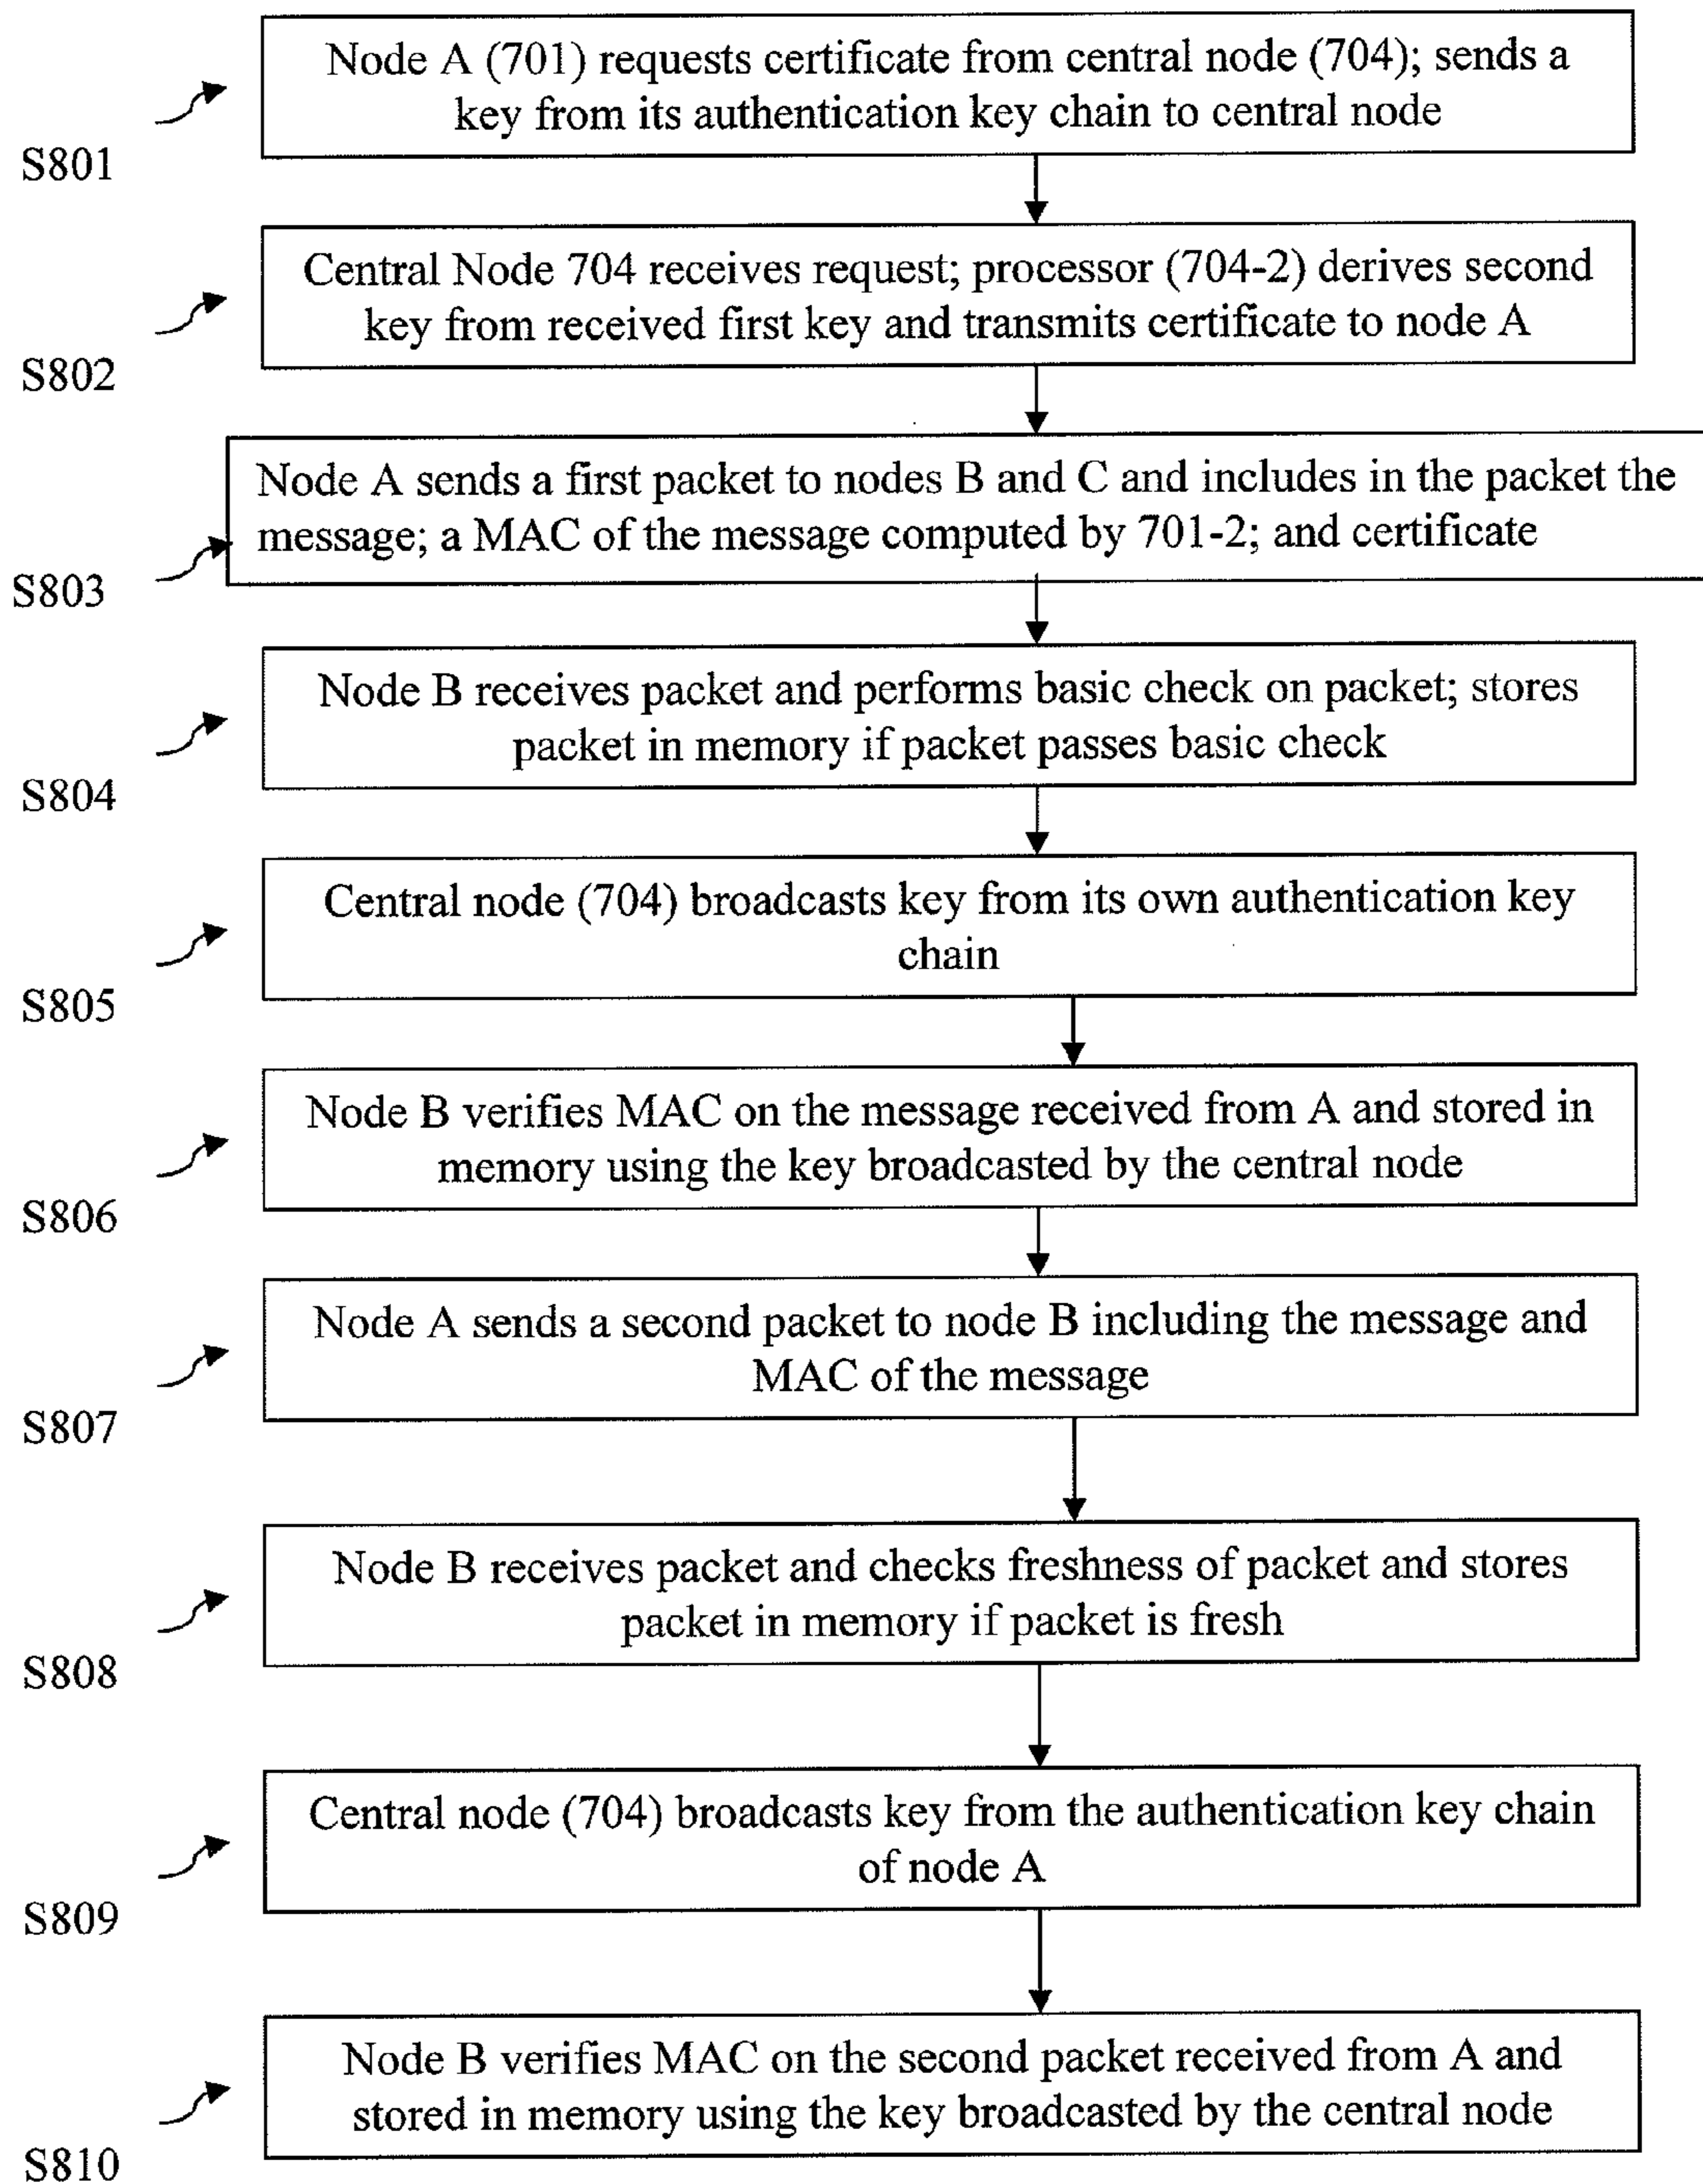 Node A (701) requests certificate from central node (704); sends a
key from its authentication key chain to central node
S801
Central Node 704 receives request; processor (704-2) derives second
key from received first key and transmits certificate to node A
S802
Node A sends a first packet to nodes B and C and includes in the packet the
message; a MAC of the message computed by 701-2; and certificate
S803
Node B receives packet and performs basic check on packet; stores
packet in memory if packet passes basic check
S804
Central node (704) broadcasts key from its own authentication key
chain
S805
Node B verifies MAC on the message received from A and stored in
memory using the key broadcasted by the central node
S806
Node A sends a second packet to node B including the message and
MAC of the message
S807
Node B receives packet and checks freshness of packet and stores
packet in memory if packet is fresh
S808
Central node (704) broadcasts key from the authentication key chain
of node A
S809
Node B verifies MAC on the second packet received from A and
stored in memory using the key broadcasted by the central node
S810